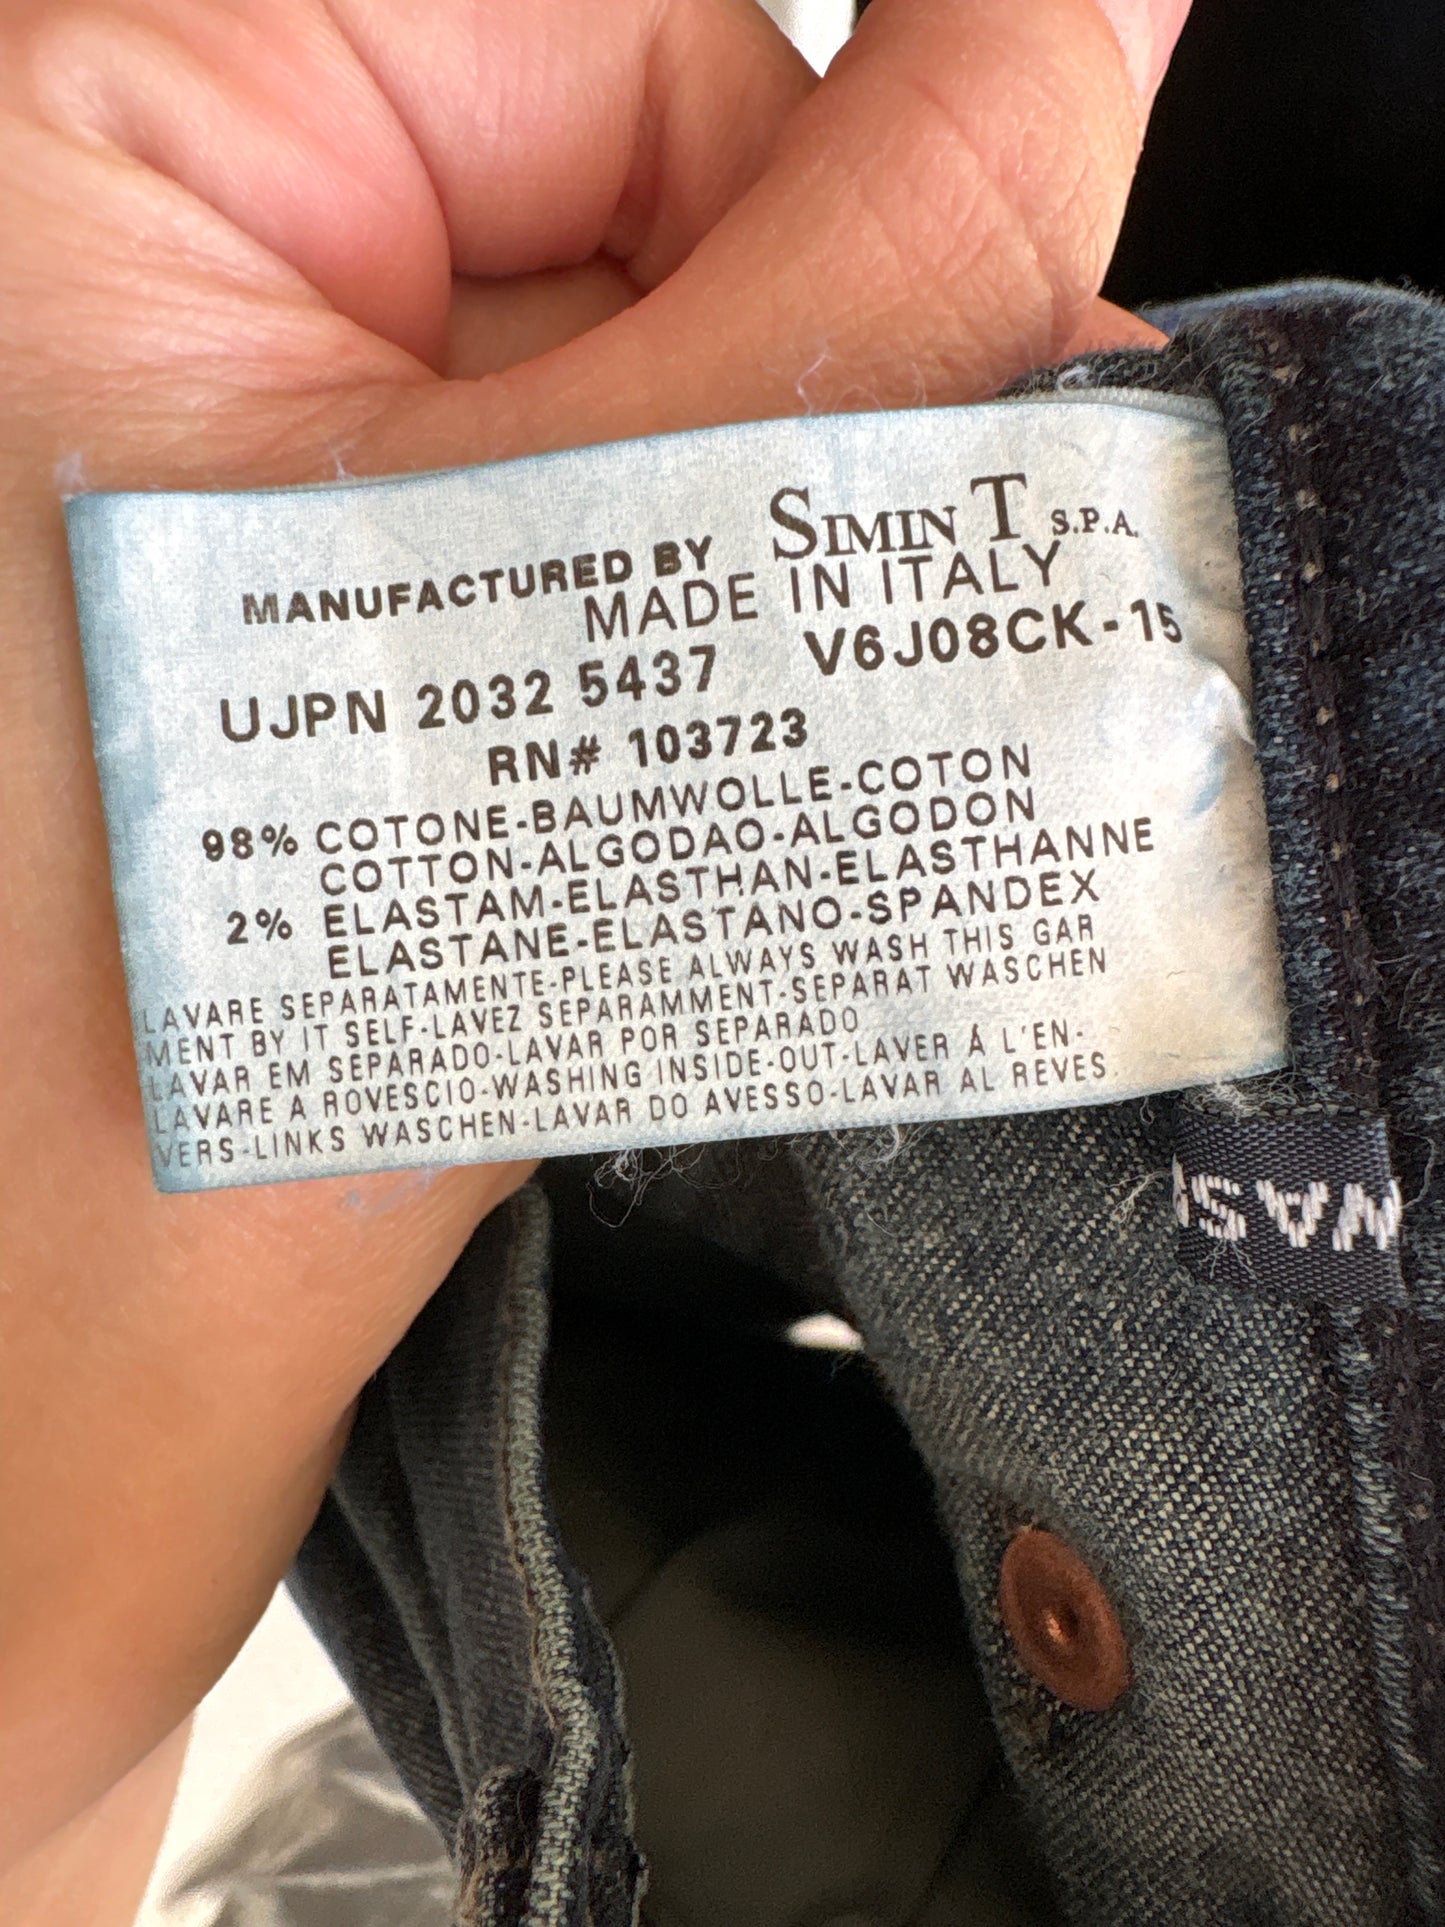 MANUFACTURED BY SIMIN T S.P.A.
MADE IN ITALY
UJPN 2032 5437 V6J08CK-15
RN# 103723
98% COTONE-BAUMWOLLE-COTON
COTTON-ALGODAO-ALGODON
2% ELASTAM-ELASTHAN-ELASTHANNE
ELASTANE-ELASTANO-SPANDEX
LAVARE SEPARATAMENTE-PLEASE ALWAYS WASH THIS GAR
MENT BY IT SELF-LAVEZ SEPARAMMENT-SEPARAT WASCHEN
LAVAR EM SEPARADO-LAVAR POR SEPARADO
LAVARE A ROVESCIO-WASHING INSIDE-OUT-LAVER Á L'EN-
VERS-LINKS WASCHEN-LAVAR DO AVESSO-LAVAR AL REVES.